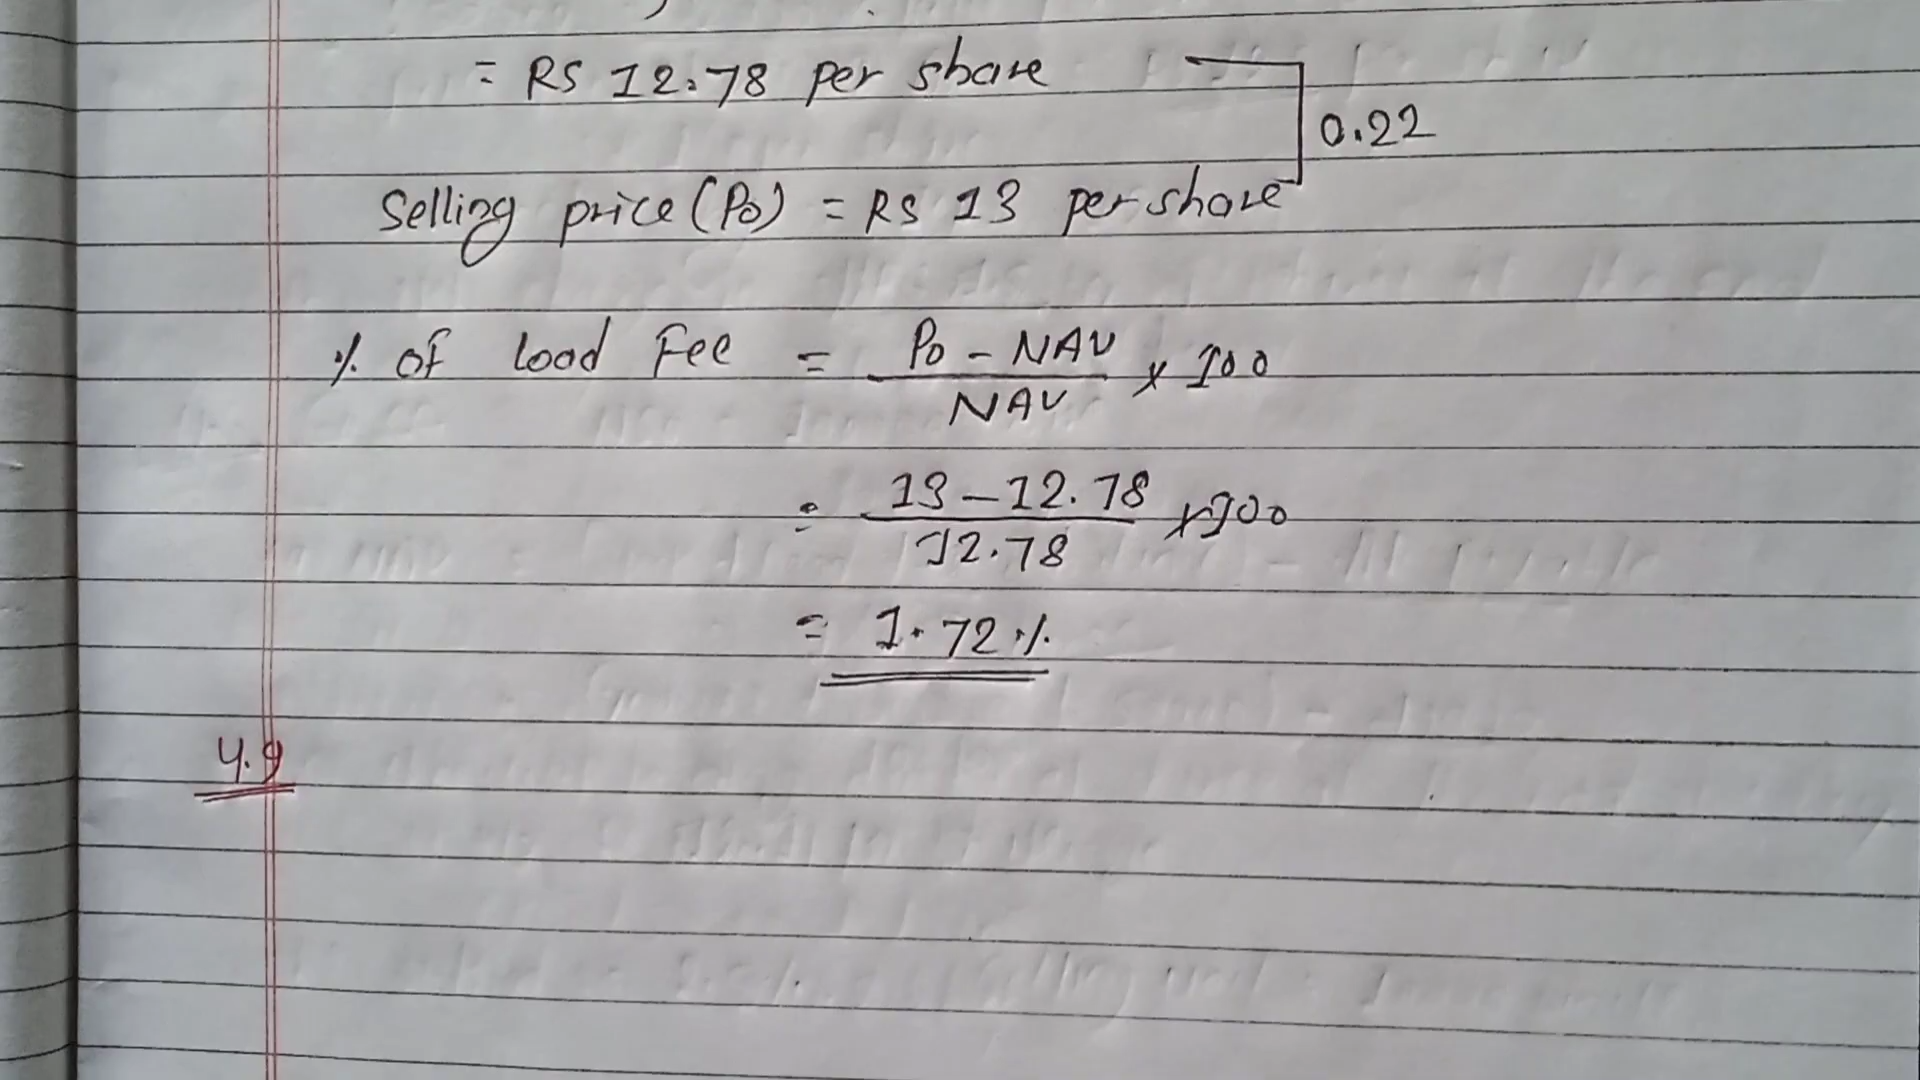 = RS 12.78 per share
0.22
Selling price (Po) = RS 13 per share
% of load Fee = Po - NAV / NAV x 100
= 13 - 12.78 / 12.78 x 100
= 1.72 %
4.9